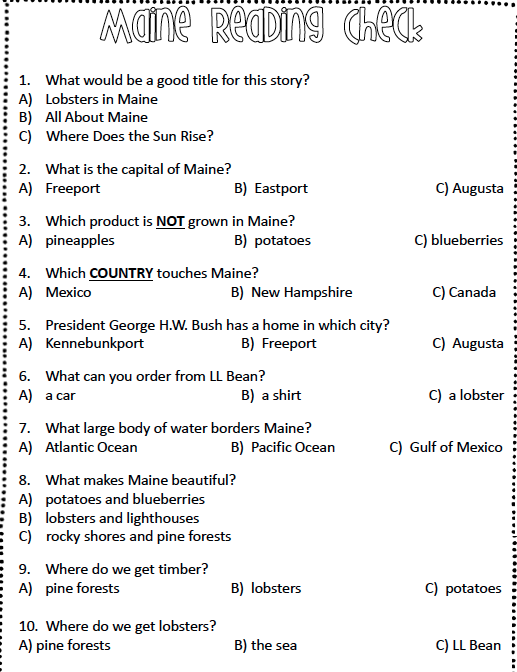 Maine Reading Check
1. What would be a good title for this story?
A) Lobsters in Maine
B) All About Maine
C) Where Does the Sun Rise?
2. What is the capital of Maine?
A) Freeport B) Eastport C) Augusta
3. Which product is NOT grown in Maine?
A) pineapples B) potatoes C) blueberries
4. Which COUNTRY touches Maine?
A) Mexico B) New Hampshire C) Canada
5. President George H.W. Bush has a home in which city?
A) Kennebunkport B) Freeport C) Augusta
6. What can you order from LL Bean?
A) a car B) a shirt C) a lobster
7. What large body of water borders Maine?
A) Atlantic Ocean B) Pacific Ocean C) Gulf of Mexico
8. What makes Maine beautiful?
A) potatoes and blueberries
B) lobsters and lighthouses
C) rocky shores and pine forests
9. Where do we get timber?
A) pine forests B) lobsters C) potatoes
10. Where do we get lobsters?
A) pine forests B) the sea C) LL Bean